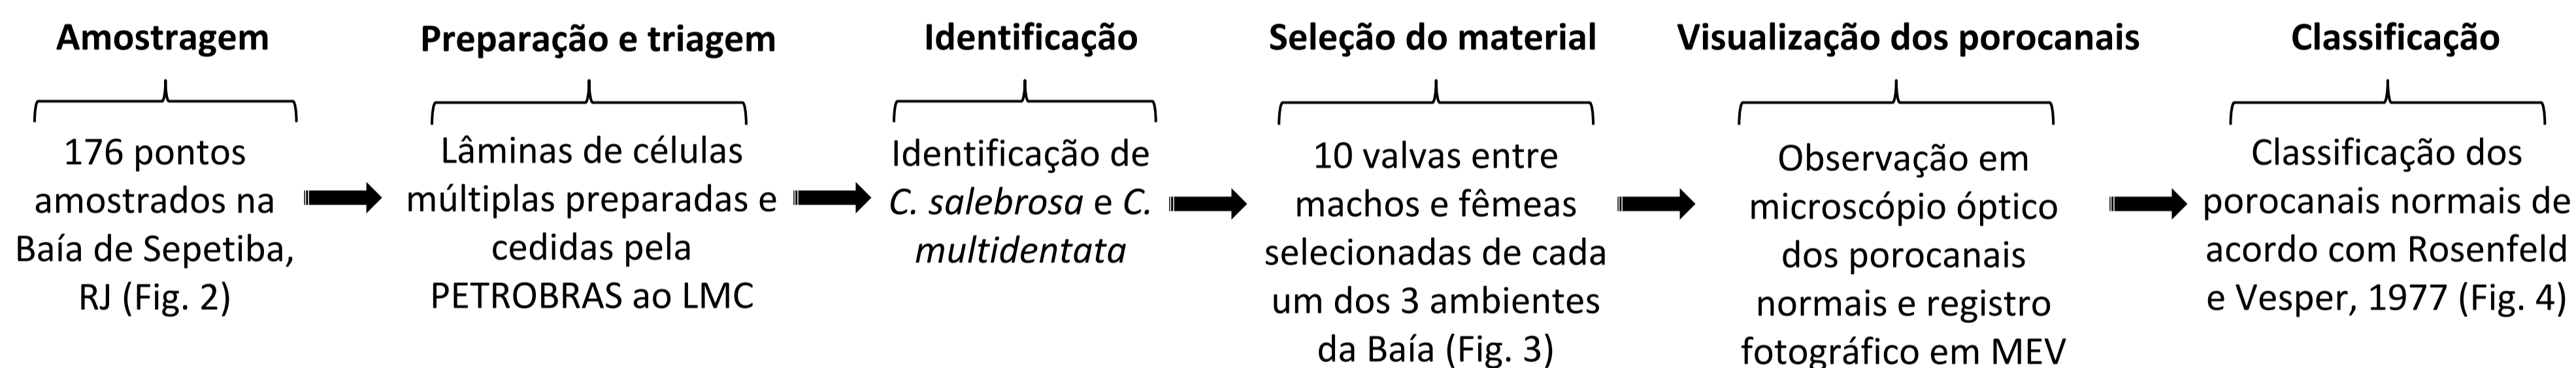 Amostragem
176 pontos
amostrados na
Baía de Sepetiba,
RJ (Fig. 2)
Preparação e triagem
Lâminas de células
múltiplas preparadas e
cedidas pela
PETROBRAS ao LMC
Identificação
Identificação de
C. salebrosa e C.
multidentata
Seleção do material
10 valvas entre
machos e fêmeas
selecionadas de cada
um dos 3 ambientes
da Baía (Fig. 3)
Visualização dos porocanais
Observação em
microscópio óptico
dos porocanais
normais e registro
fotográfico em MEV
Classificação
Classificação dos
porocanais normais de
acordo com Rosenfeld
e Vesper, 1977 (Fig. 4)